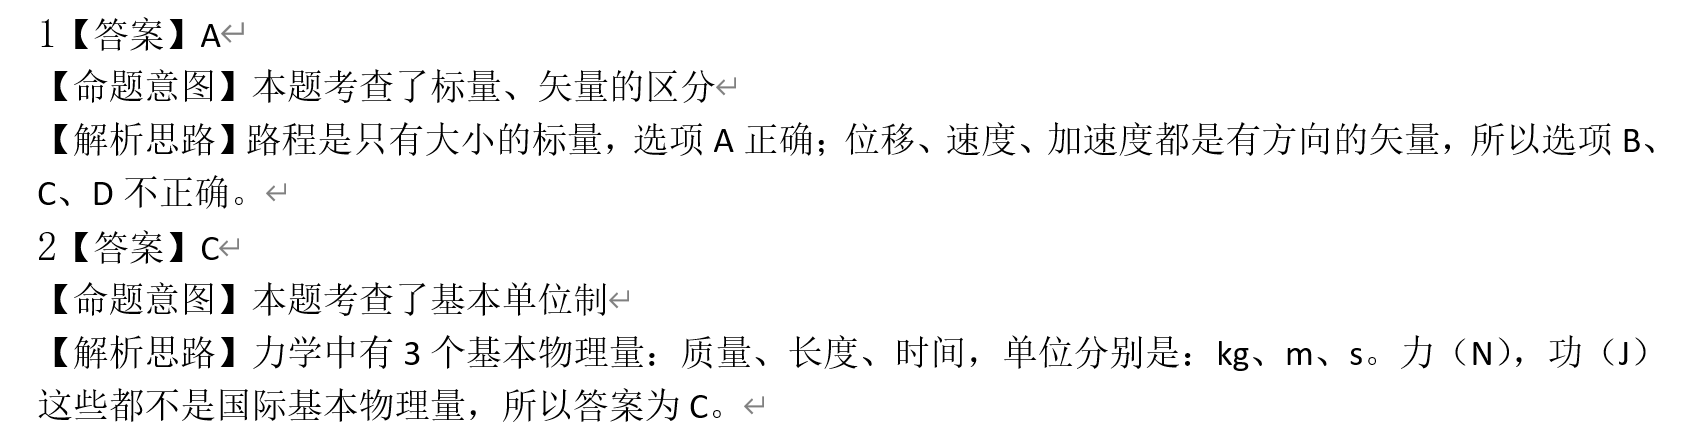 1【答案】A
【命题意图】本题考查了标量、矢量的区分
【解析思路】路程是只有大小的标量，选项 A 正确；位移、速度、加速度都是有方向的矢量，所以选项 B、
C、D 不正确。
2【答案】C
【命题意图】本题考查了基本单位制
【解析思路】力学中有 3 个基本物理量：质量、长度、时间，单位分别是：kg、m、s。力（N），功（J）
这些都不是国际基本物理量，所以答案为 C。